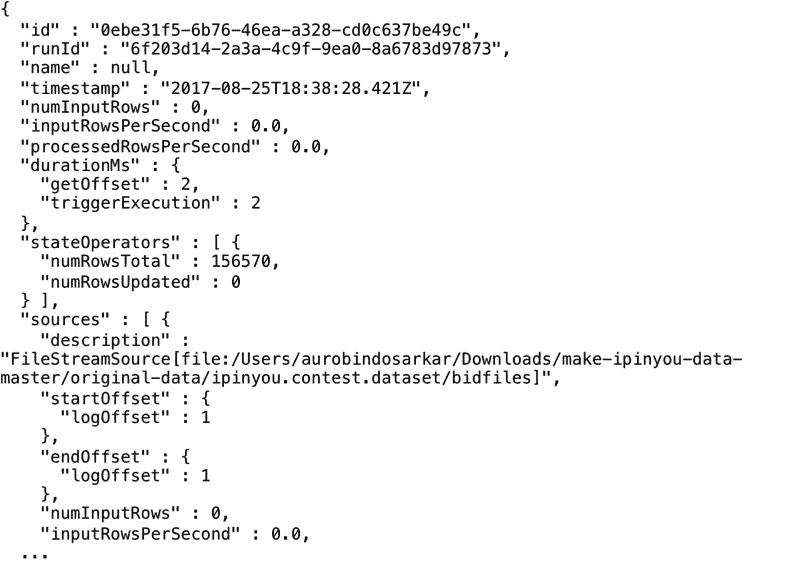 {
  "id" : "0ebe31f5-6b76-46ea-a328-cd0c637be49c",
  "runId" : "6f203d14-2a3a-4c9f-9ea0-8a6783d97873",
  "name" : null,
  "timestamp" : "2017-08-25T18:38:28.421Z",
  "numInputRows" : 0,
  "inputRowsPerSecond" : 0.0,
  "processedRowsPerSecond" : 0.0,
  "durationMs" : {
    "getOffset" : 2,
    "triggerExecution" : 2
  },
  "stateOperators" : [ {
    "numRowsTotal" : 156570,
    "numRowsUpdated" : 0
  } ],
  "sources" : [ {
    "description" :
"FileStreamSource[file:/Users/aurobindosarkar/Downloads/make-ipinyou-data-
master/original-data/ipinyou.contest.dataset/bidfiles]",
    "startOffset" : {
      "logOffset" : 1
    },
    "endOffset" : {
      "logOffset" : 1
    },
    "numInputRows" : 0,
    "inputRowsPerSecond" : 0.0,
  ...